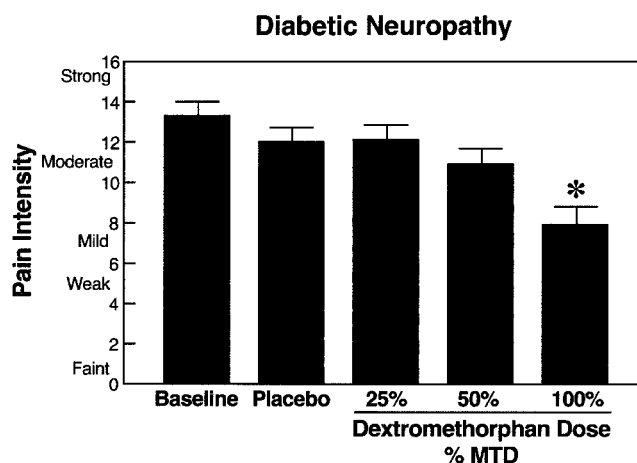 Diabetic Neuropathy
Pain Intensity
16
Strong
14
12
Moderate
10
8
Mild
6
Weak
4
2
Faint
0
*
Baseline Placebo 25% 50% 100%
Dextromethorphan Dose
% MTD